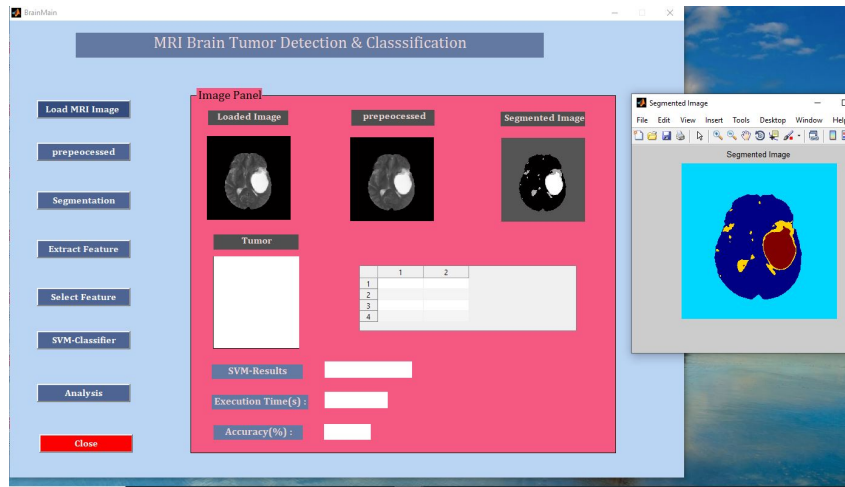 BrainMain
MRI Brain Tumor Detection & Classsification
Load MRI Image
prepeocessed
Segmentation
Extract Feature
Select Feature
SVM-Classifier
Analysis
Close
Image Panel
Loaded Image
prepeocessed
Segmented Image
Tumor
1 2
1
2
3
4
SVM-Results
Execution Time(s) :
Accuracy(%) :
Segmented Image
File Edit View Insert Tools Desktop Window Help
Segmented Image